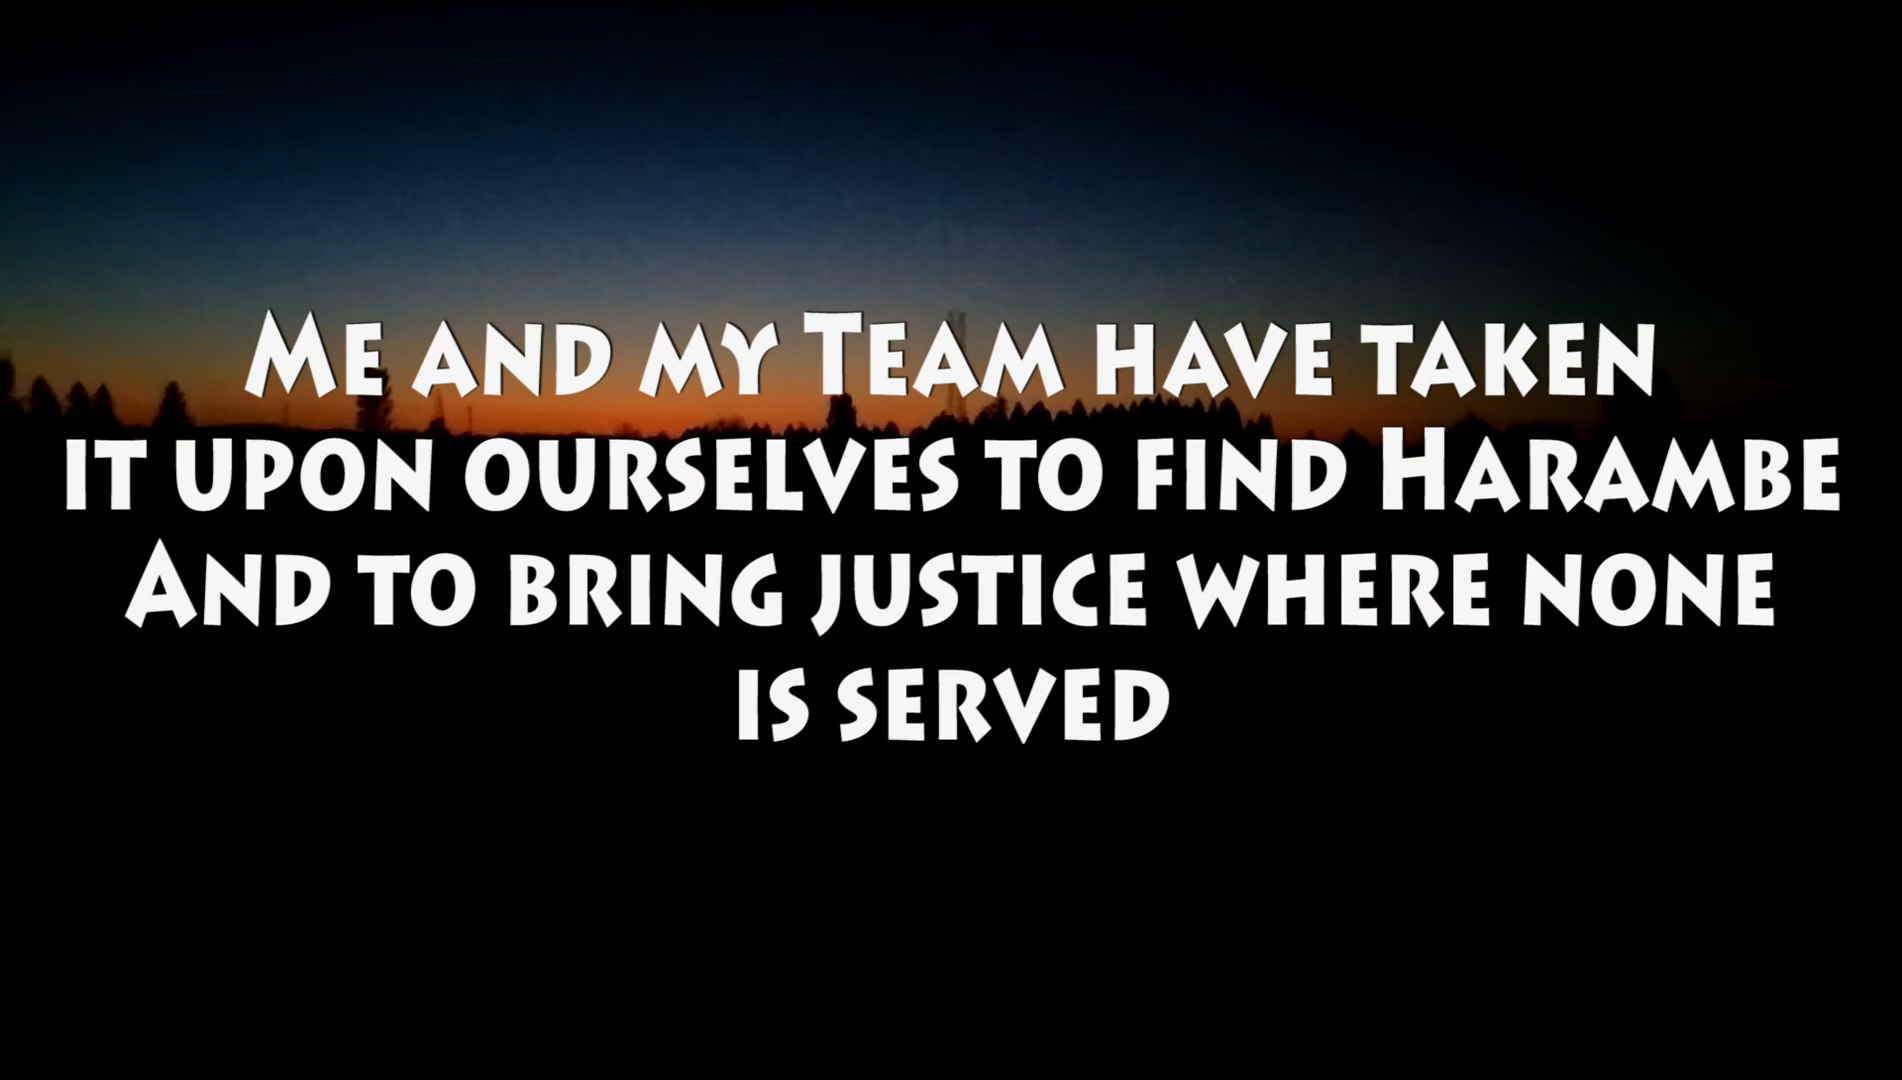 Me and my Team have taken
it upon ourselves to find Harambe
And to bring justice where none
is served